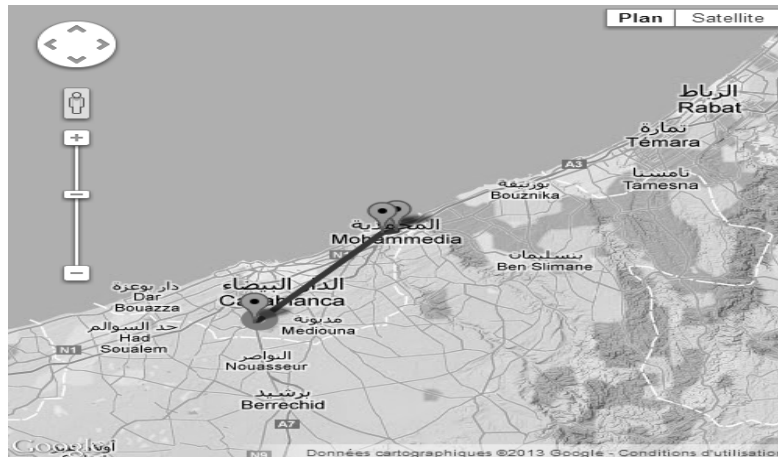 Plan Satellite
الرباط
Rabat
تمارة
Témara
A3
تامسنا
Tamesna
بوزنيقة
Bouznika
المحمدية
Mohammedia
بنسليمان
Ben Slimane
الدار البيضاء
Casablanca
دار بوعزة
Dar
Bouazza
مديونة
Mediouna
حد السوالم
Had
Soualem
N1
النواصر
Nouasseur
برشيد
Berrechid
A7
N9
Google
Données cartographiques ©2013 Google - Conditions d'utilisation